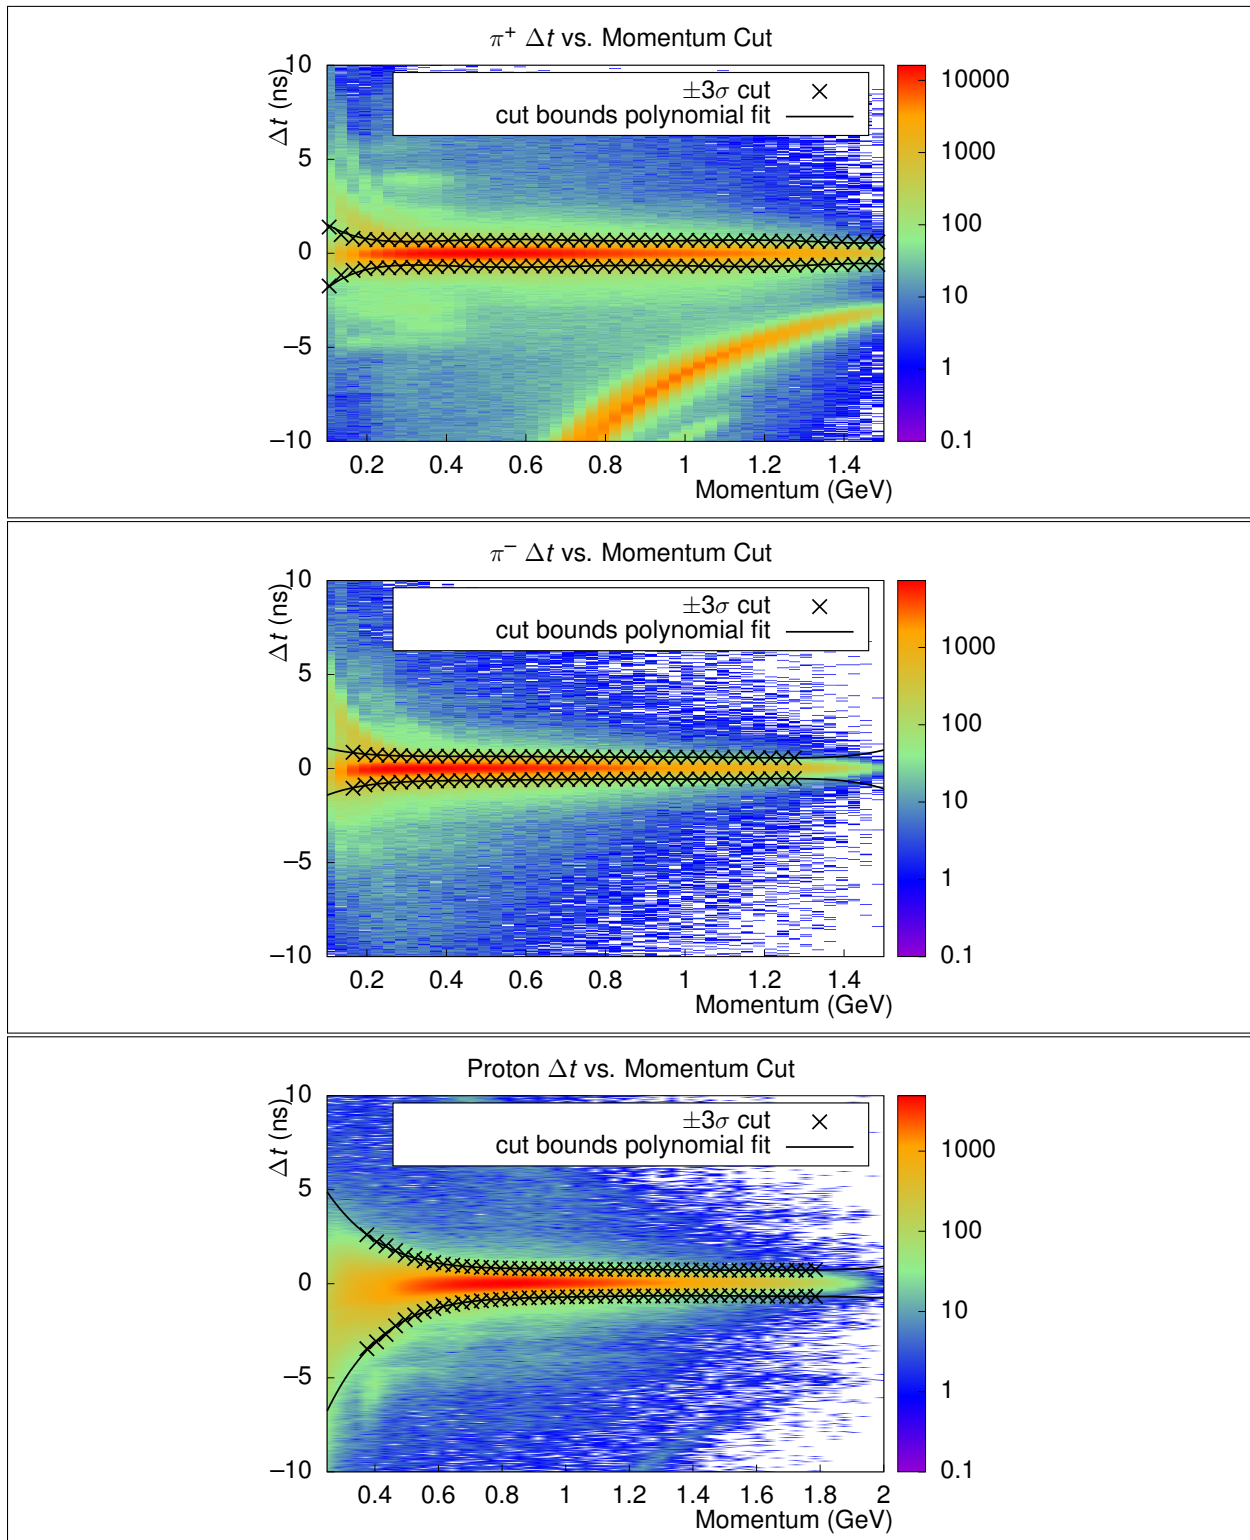 π⁺ Δt vs. Momentum Cut
±3σ cut
cut bounds polynomial fit
Δt (ns)
10
5
0
−5
−10
0.2 0.4 0.6 0.8 1 1.2 1.4
Momentum (GeV)
10000
1000
100
10
1
0.1
π⁻ Δt vs. Momentum Cut
±3σ cut
cut bounds polynomial fit
Δt (ns)
10
5
0
−5
−10
0.2 0.4 0.6 0.8 1 1.2 1.4
Momentum (GeV)
1000
100
10
1
0.1
Proton Δt vs. Momentum Cut
±3σ cut
cut bounds polynomial fit
Δt (ns)
10
5
0
−5
−10
0.4 0.6 0.8 1 1.2 1.4 1.6 1.8 2
Momentum (GeV)
1000
100
10
1
0.1